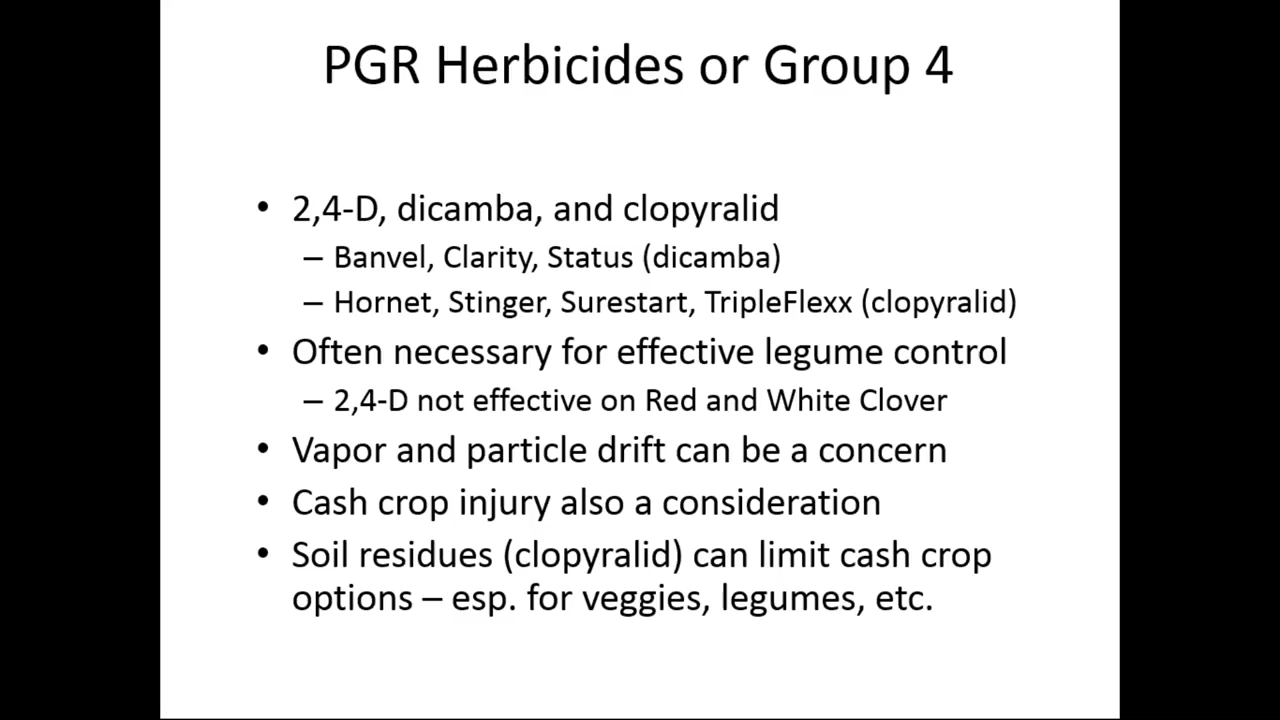 PGR Herbicides or Group 4
• 2,4-D, dicamba, and clopyralid
– Banvel, Clarity, Status (dicamba)
– Hornet, Stinger, Surestart, TripleFlexx (clopyralid)
• Often necessary for effective legume control
– 2,4-D not effective on Red and White Clover
• Vapor and particle drift can be a concern
• Cash crop injury also a consideration
• Soil residues (clopyralid) can limit cash crop
options – esp. for veggies, legumes, etc.